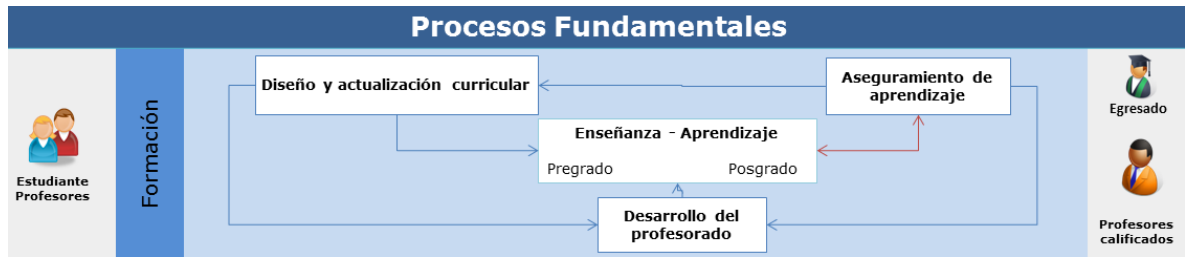 Procesos Fundamentales
Estudiante
Profesores
Formación
Diseño y actualización curricular
Aseguramiento de
aprendizaje
Enseñanza - Aprendizaje
Pregrado Posgrado
Desarrollo del
profesorado
Egresado
Profesores
calificados